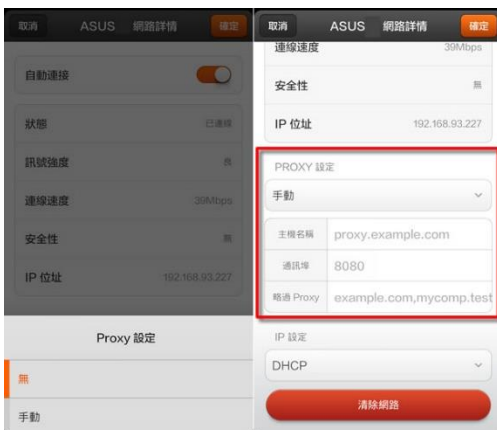 取消 ASUS 網路詳情 確定
自動連接
狀態 已連線
訊號強度 良
連線速度 39Mbps
安全性 無
IP 位址 192.168.93.227
Proxy 設定
無
手動
取消 ASUS 網路詳情 確定
連線速度 39Mbps
安全性 無
IP 位址 192.168.93.227
PROXY 設定
手動
主機名稱 proxy.example.com
通訊埠 8080
略過 Proxy example.com,mycomp.test
IP 設定
DHCP
清除網路